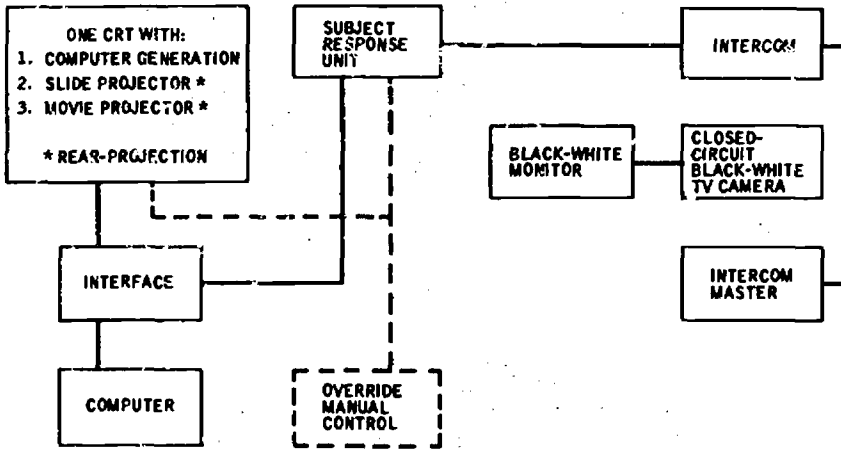 ONE CRT WITH:
1. COMPUTER GENERATION
2. SLIDE PROJECTOR *
3. MOVIE PROJECTOR *
* REAR-PROJECTION
SUBJECT
RESPONSE
UNIT
INTERCOM
BLACK-WHITE
MONITOR
CLOSED-
CIRCUIT
BLACK-WHITE
TV CAMERA
INTERFACE
INTERCOM
MASTER
COMPUTER
OVERRIDE
MANUAL
CONTROL